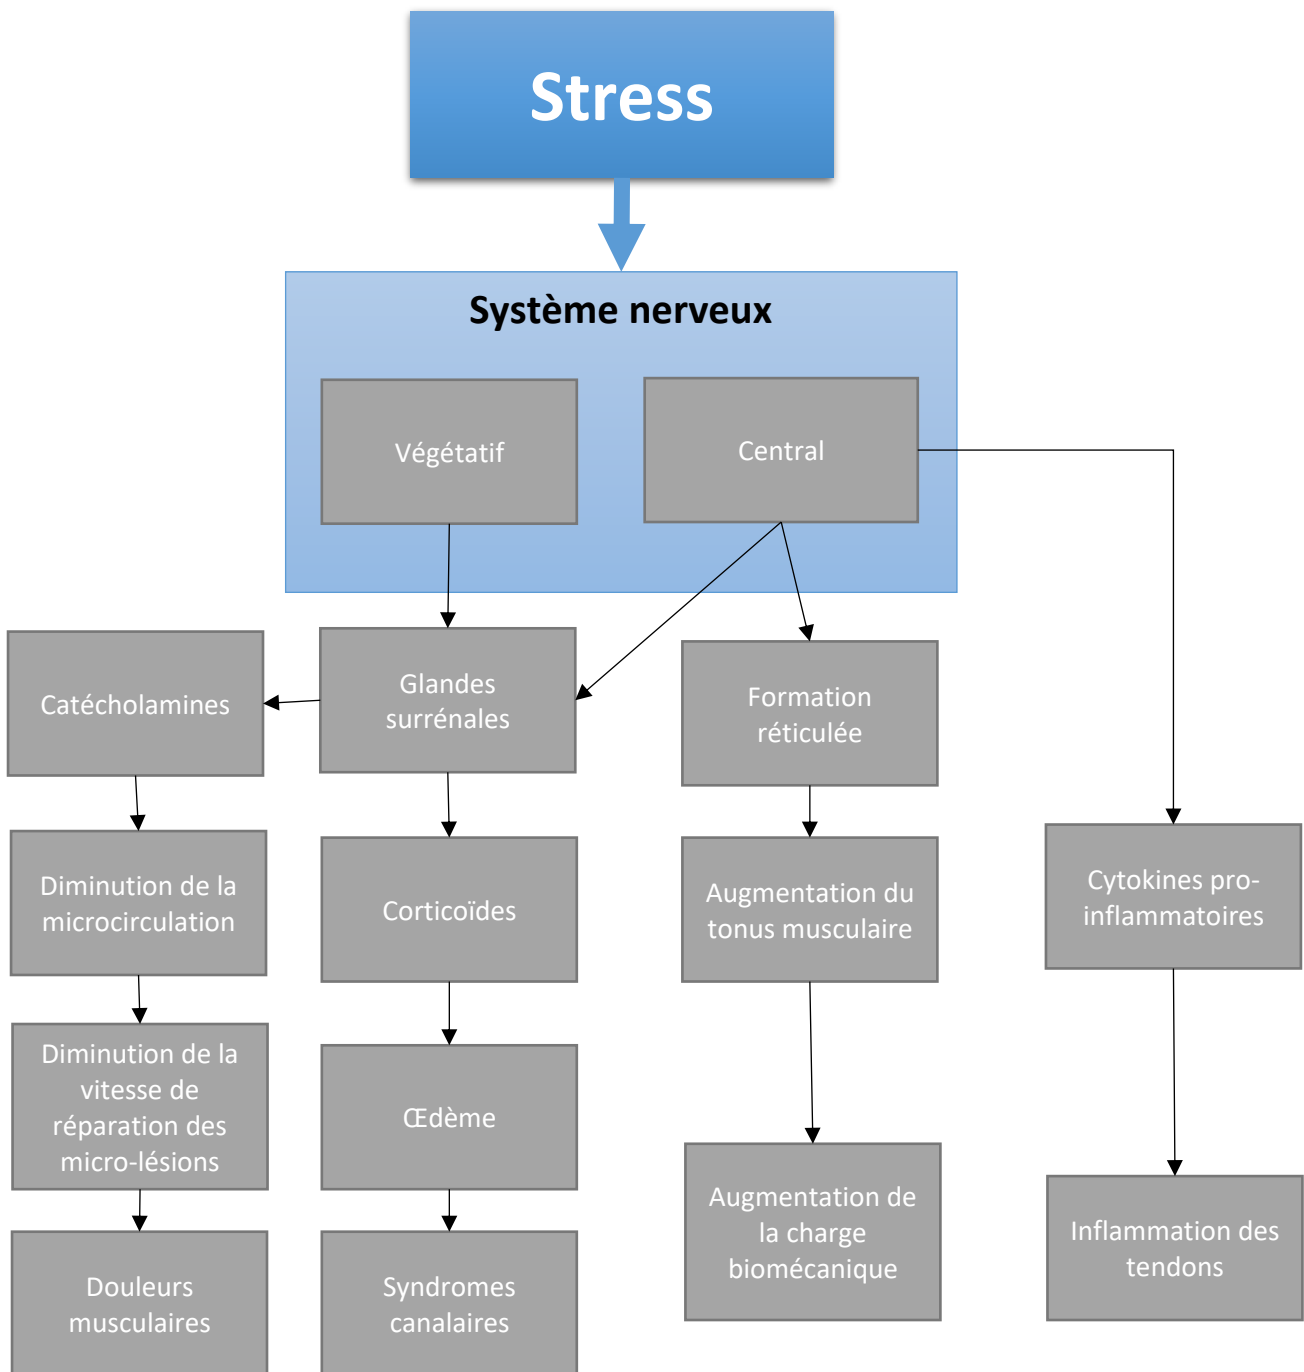 Stress
Système nerveux
Végétatif
Central
Catécholamines
Glandes
surrénales
Formation
réticulée
Diminution de la
microcirculation
Corticoïdes
Augmentation du
tonus musculaire
Cytokines pro-
inflammatoires
Diminution de la
vitesse de
réparation des
micro-lésions
Œdème
Augmentation de
la charge
biomécanique
Inflammation des
tendons
Douleurs
musculaires
Syndromes
canalaires